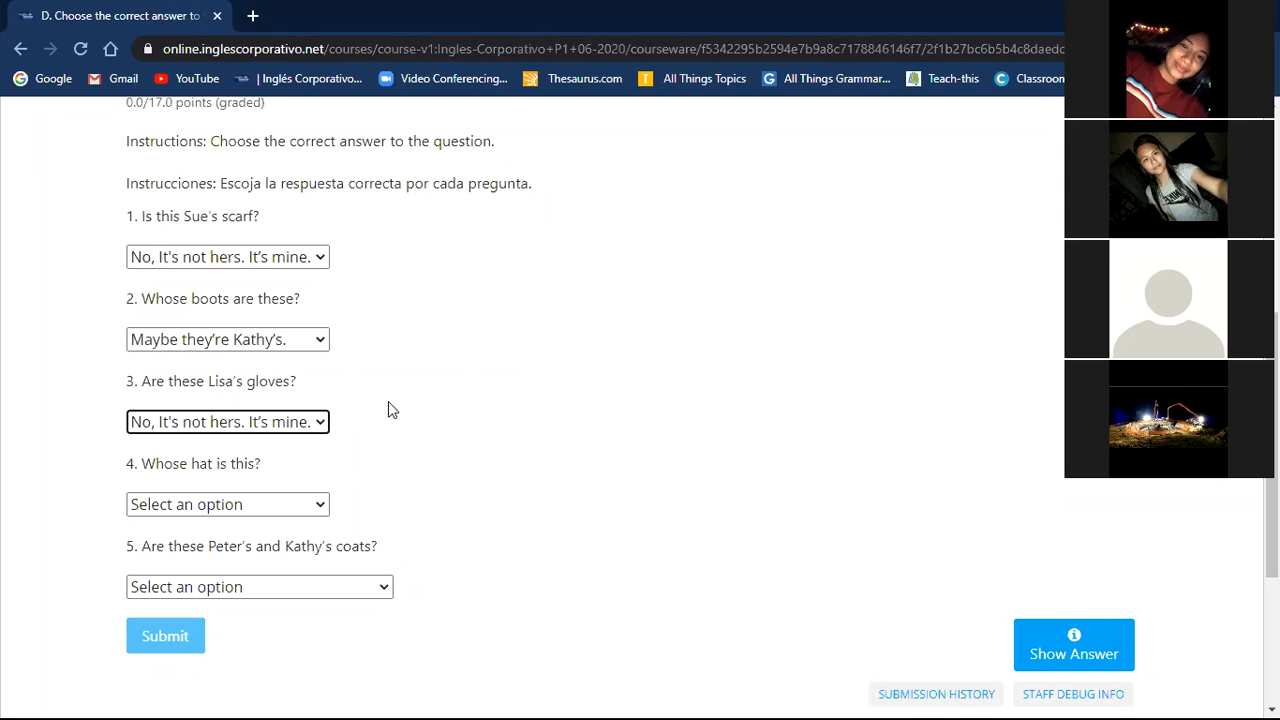 D. Choose the correct answer to
online.inglescorporativo.net/courses/course-v1:Ingles-Corporativo+P1+06-2020/courseware/f5342295b2594e7b9a8c7178846146f7/2f1b27bc6b5b4c8daedc
Google Gmail YouTube | Inglés Corporativo... Video Conferencing... Thesaurus.com All Things Topics All Things Grammar... Teach-this Classroom
0.0/17.0 points (graded)
Instructions: Choose the correct answer to the question.
Instrucciones: Escoja la respuesta correcta por cada pregunta.
1. Is this Sue's scarf?
No, It's not hers. It's mine.
2. Whose boots are these?
Maybe they're Kathy's.
3. Are these Lisa's gloves?
No, It's not hers. It's mine.
4. Whose hat is this?
Select an option
5. Are these Peter's and Kathy's coats?
Select an option
Submit
Show Answer
SUBMISSION HISTORY STAFF DEBUG INFO